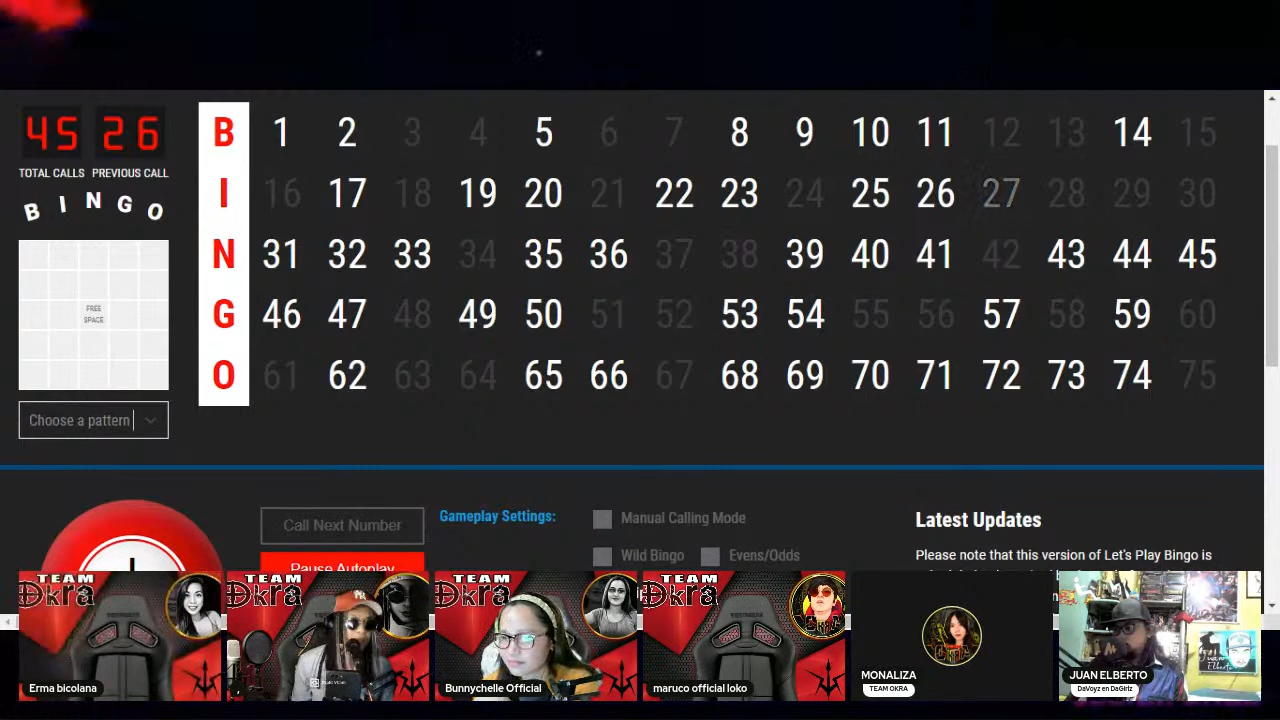 45 26
TOTAL CALLS PREVIOUS CALL
B I N G O
FREE
SPACE
Choose a pattern
B 1 2 3 4 5 6 7 8 9 10 11 12 13 14 15
I 16 17 18 19 20 21 22 23 24 25 26 27 28 29 30
N 31 32 33 34 35 36 37 38 39 40 41 42 43 44 45
G 46 47 48 49 50 51 52 53 54 55 56 57 58 59 60
O 61 62 63 64 65 66 67 68 69 70 71 72 73 74 75
Call Next Number
Pause Autoplay
Gameplay Settings:
Manual Calling Mode
Wild Bingo Evens/Odds
Latest Updates
Please note that this version of Let's Play Bingo is
TEAM
Okra
Erma bicolana
TEAM
Okra
TEAM
Okra
Bunnychelle Official
TEAM
Okra
maruco official loko
MONALIZA
TEAM OKRA
JUAN ELBERTO
DaVoyz en DaGirlz